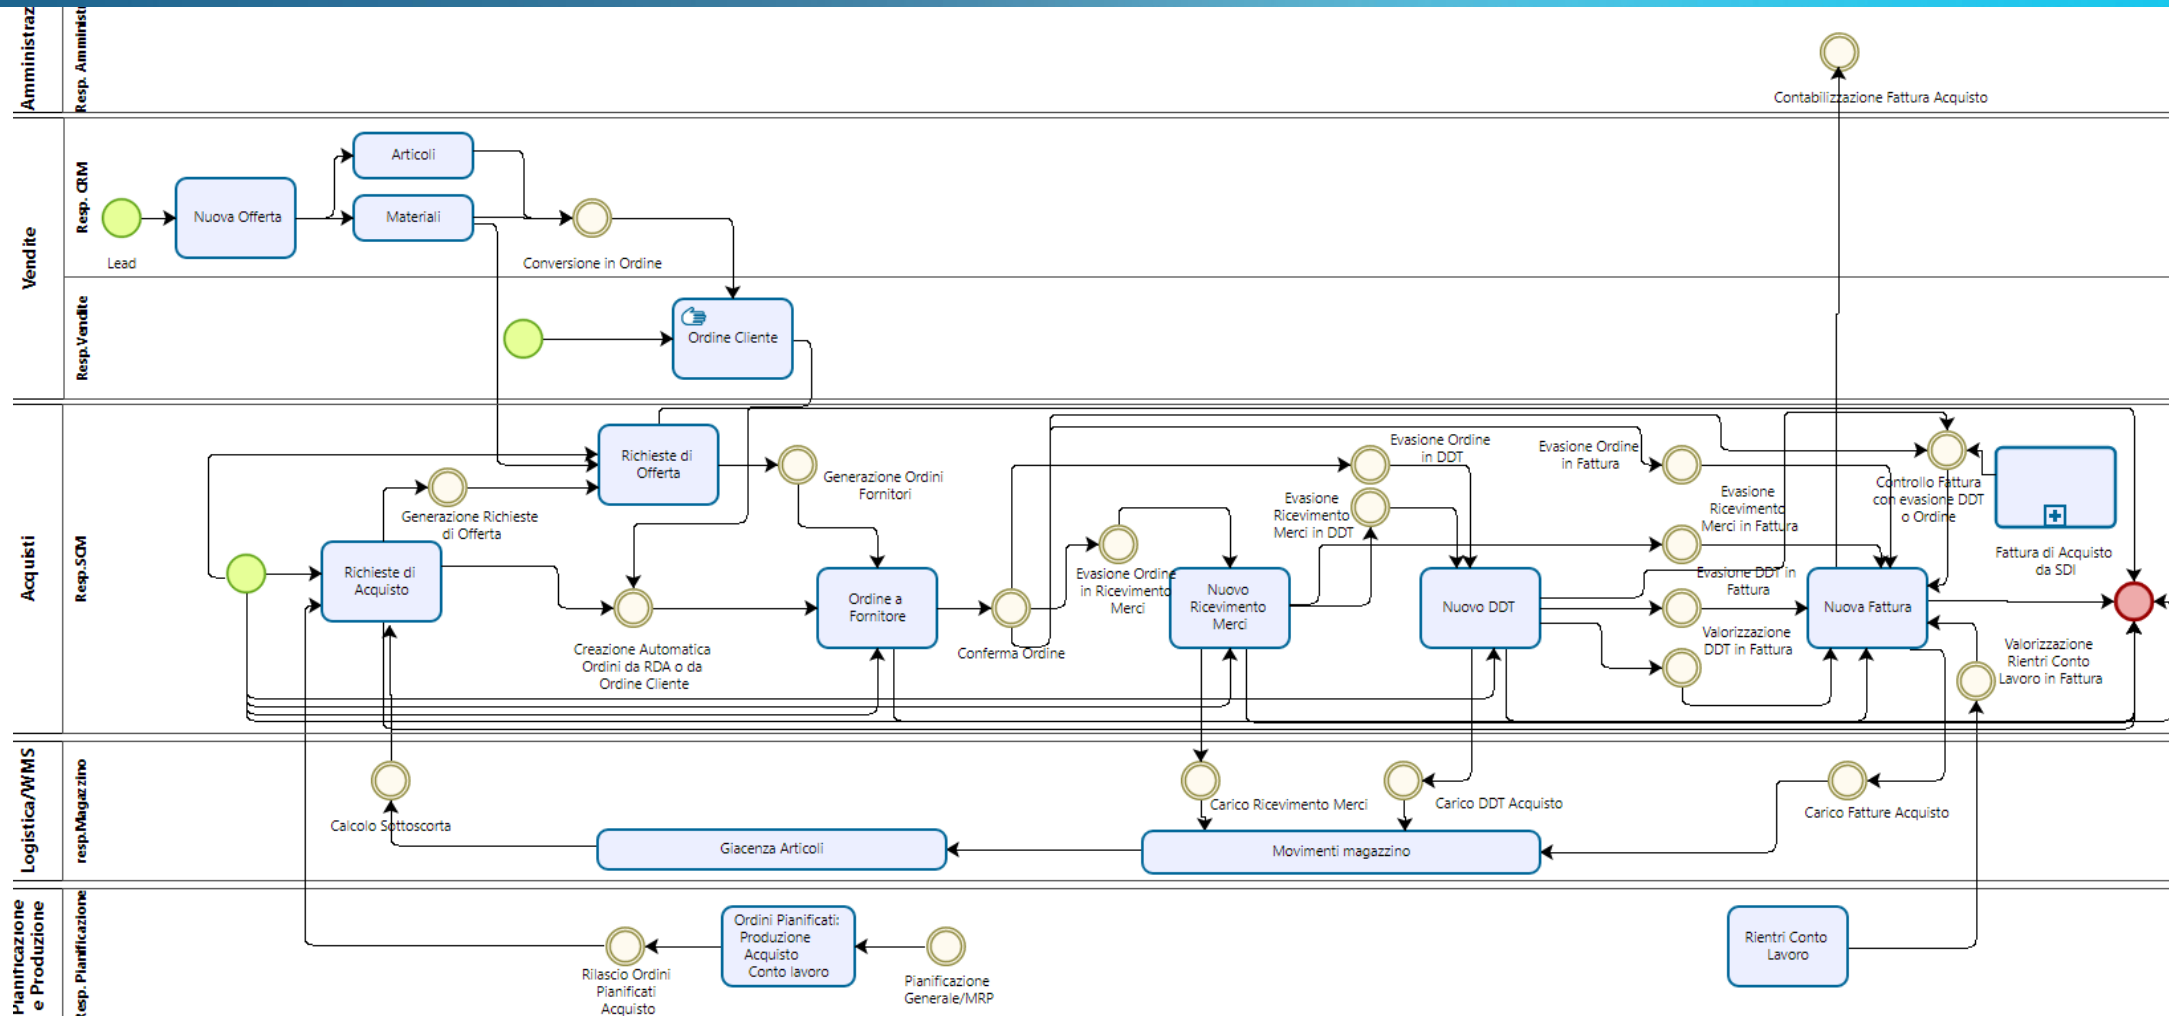 Amministraz
Resp. Amminist
Contabilizzazione Fattura Acquisto
Vendite
Resp. CRM
Lead
Nuova Offerta
Articoli
Materiali
Conversione in Ordine
Resp.Vendite
Ordine Cliente
Acquisti
Resp.SCM
Richieste di
Offerta
Generazione Richieste
di Offerta
Richieste di
Acquisto
Generazione Ordini
Fornitori
Creazione Automatica
Ordini da RDA o da
Ordine Cliente
Ordine a
Fornitore
Conferma Ordine
Evasione Ordine
in Ricevimento
Merci
Nuovo
Ricevimento
Merci
Evasione Ordine
in DDT
Evasione
Ricevimento
Merci in DDT
Nuovo DDT
Evasione Ordine
in Fattura
Evasione
Ricevimento
Merci in Fattura
Evasione DDT in
Fattura
Valorizzazione
DDT in Fattura
Nuova Fattura
Controllo Fattura
con evasione DDT
o Ordine
Fattura di Acquisto
da SDI
Valorizzazione
Rientri Conto
Lavoro in Fattura
Logistica/WMS
resp.Magazzino
Calcolo Sottoscorta
Giacenza Articoli
Carico Ricevimento Merci
Carico DDT Acquisto
Carico Fatture Acquisto
Movimenti magazzino
Pianificazione
e Produzione
Resp. Pianificazione
Rilascio Ordini
Pianificati
Acquisto
Ordini Pianificati:
Produzione
Acquisto
Conto lavoro
Pianificazione
Generale/MRP
Rientri Conto
Lavoro